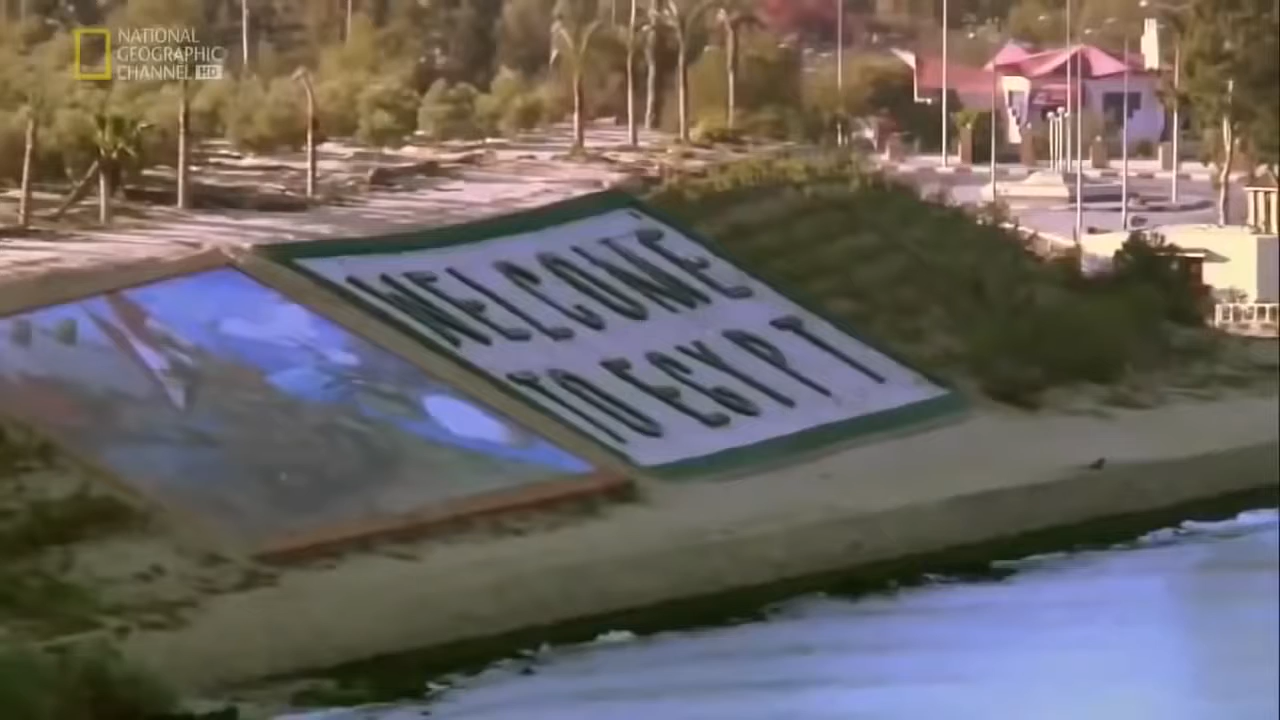 NATIONAL
GEOGRAPHIC
CHANNEL HD
WELCOME
TO EGYPT